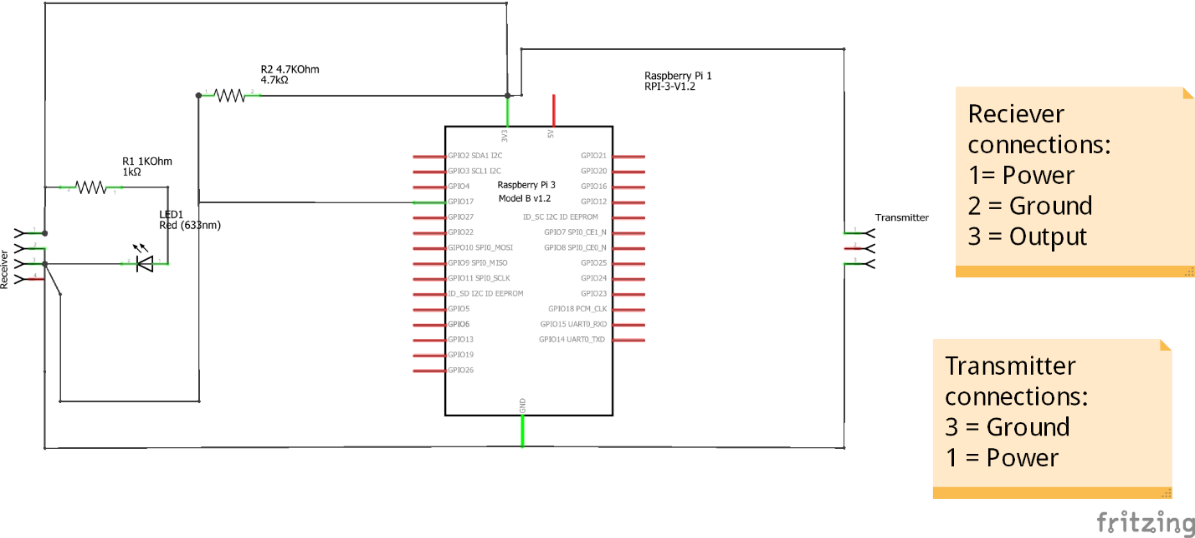 R2 4.7KOhm
4.7kΩ
Raspberry Pi 1
RPI-3-V1.2
R1 1KOhm
1kΩ
LED1
Red (633nm)
Receiver
3V3
5V
Raspberry Pi 3
Model B v1.2
GPIO2 SDA1 I2C
GPIO3 SCL1 I2C
GPIO4
GPIO17
GPIO27
GPIO22
GIPO10 SPI0_MOSI
GPIO9 SPI0_MISO
GPIO11 SPI0_SCLK
ID_SD I2C ID EEPROM
GPIO5
GPIO6
GPIO13
GPIO19
GPIO26
GPIO21
GPIO20
GPIO16
GPIO12
ID_SC I2C ID EEPROM
GPIO7 SPI0_CE1_N
GPIO8 SPI0_CE0_N
GPIO25
GPIO24
GPIO23
GPIO18 PCM_CLK
GPIO15 UART0_RXD
GPIO14 UART0_TXD
GND
Transmitter
Reciever
connections:
1= Power
2 = Ground
3 = Output
Transmitter
connections:
3 = Ground
1 = Power
fritzing